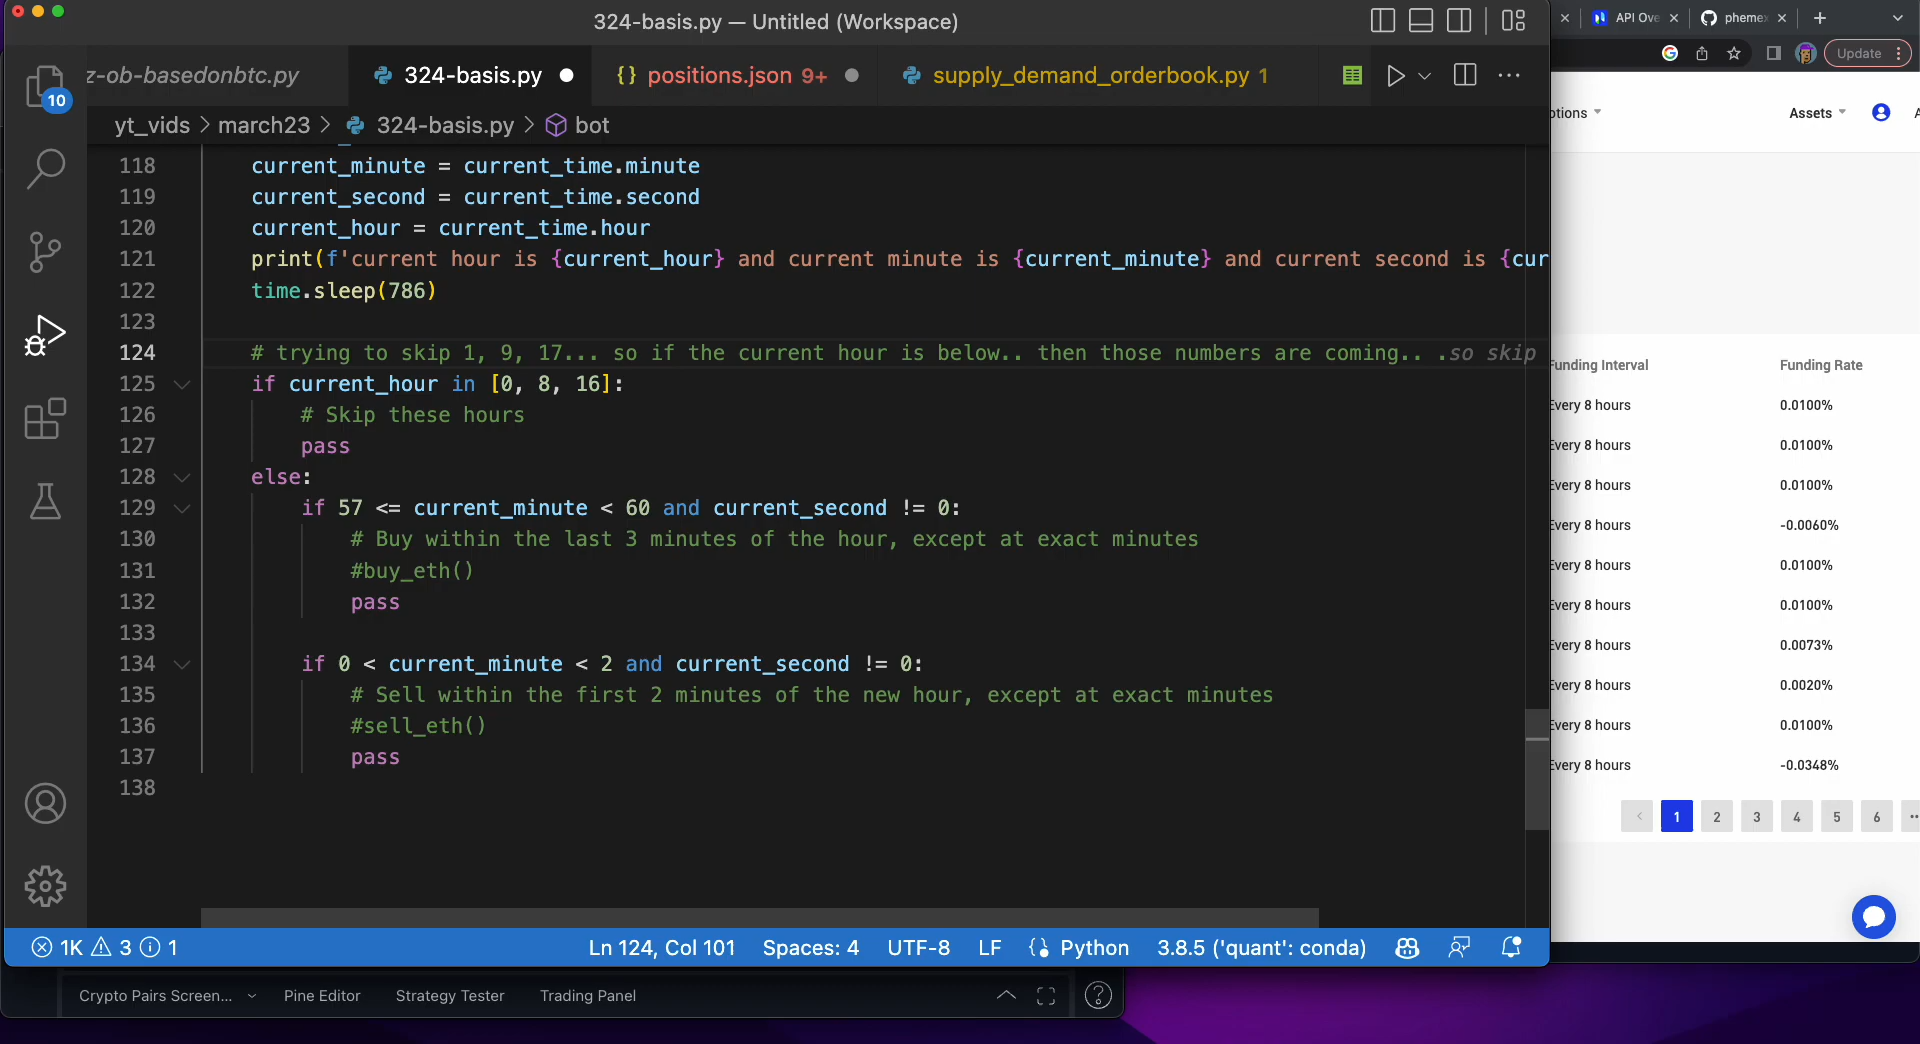 324-basis.py — Untitled (Workspace)
API Ove
phemex
Update
z-ob-basedonbtc.py
324-basis.py
{} positions.json 9+
supply_demand_orderbook.py 1
10
yt_vids > march23 > 324-basis.py > bot
118 current_minute = current_time.minute
119 current_second = current_time.second
120 current_hour = current_time.hour
121 print(f'current hour is {current_hour} and current minute is {current_minute} and current second is {cur
122 time.sleep(786)
123
124 # trying to skip 1, 9, 17... so if the current hour is below.. then those numbers are coming.. .so skip
125 if current_hour in [0, 8, 16]:
126 # Skip these hours
127 pass
128 else:
129 if 57 <= current_minute < 60 and current_second != 0:
130 # Buy within the last 3 minutes of the hour, except at exact minutes
131 #buy_eth()
132 pass
133
134 if 0 < current_minute < 2 and current_second != 0:
135 # Sell within the first 2 minutes of the new hour, except at exact minutes
136 #sell_eth()
137 pass
138
1K 3 1
Ln 124, Col 101
Spaces: 4
UTF-8
LF
Python
3.8.5 ('quant': conda)
ptions
Assets
Funding Interval Funding Rate
Every 8 hours 0.0100%
Every 8 hours 0.0100%
Every 8 hours 0.0100%
Every 8 hours -0.0060%
Every 8 hours 0.0100%
Every 8 hours 0.0100%
Every 8 hours 0.0073%
Every 8 hours 0.0020%
Every 8 hours 0.0100%
Every 8 hours -0.0348%
< 1 2 3 4 5 6 ··
Crypto Pairs Screen...
Pine Editor
Strategy Tester
Trading Panel